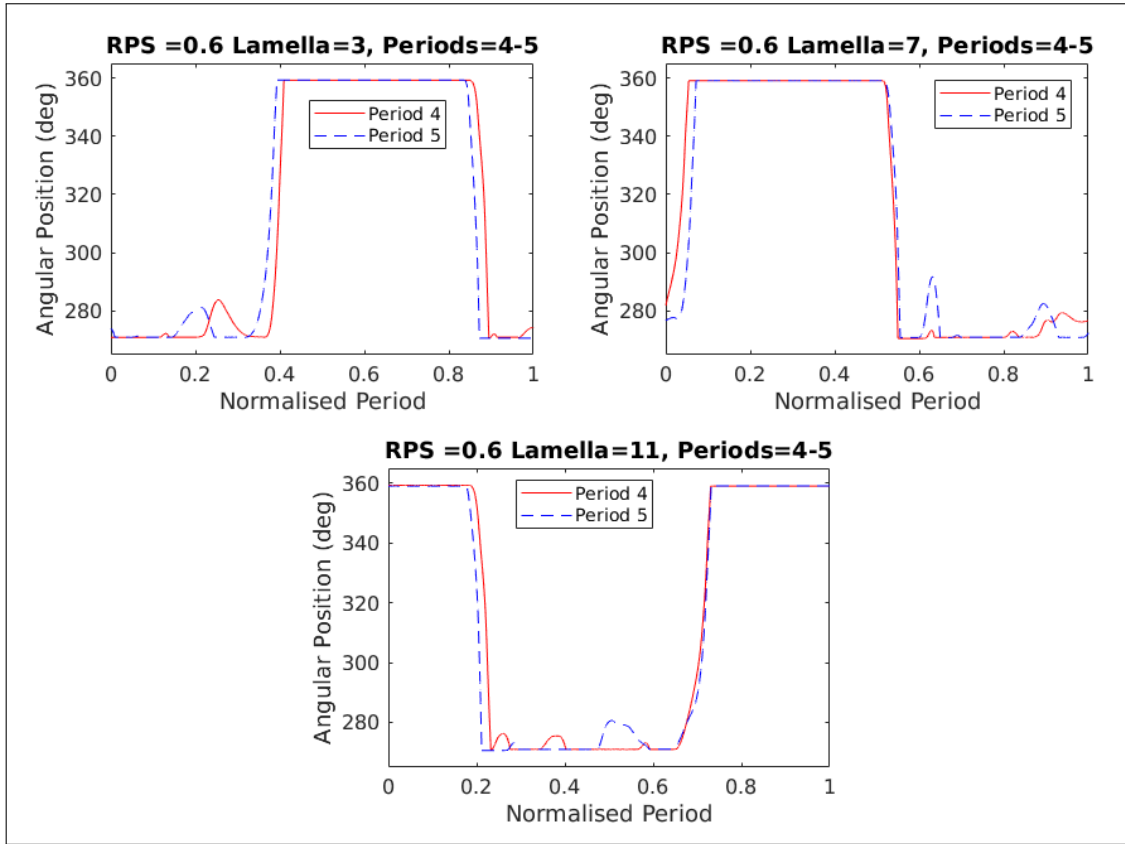 RPS =0.6 Lamella=3, Periods=4-5
360
340
320
300
280
Angular Position (deg)
Period 4
Period 5
0 0.2 0.4 0.6 0.8 1
Normalised Period
RPS =0.6 Lamella=7, Periods=4-5
360
340
320
300
280
Angular Position (deg)
Period 4
Period 5
0 0.2 0.4 0.6 0.8 1
Normalised Period
RPS =0.6 Lamella=11, Periods=4-5
360
340
320
300
280
Angular Position (deg)
Period 4
Period 5
0 0.2 0.4 0.6 0.8 1
Normalised Period